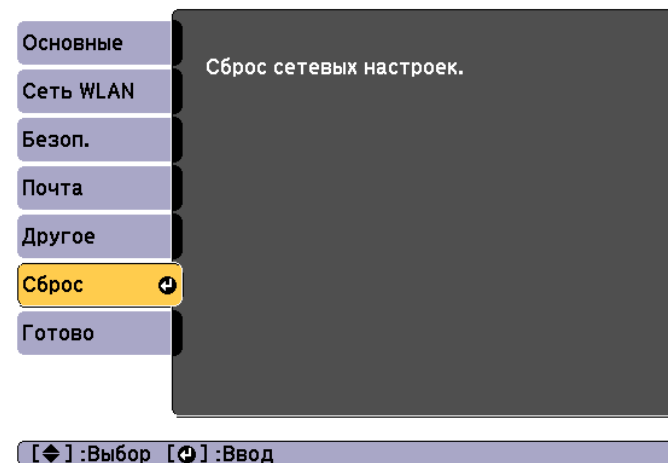 Основные
Сеть WLAN
Безоп.
Почта
Другое
Сброс
Готово
Сброс сетевых настроек.
[◆]:Выбор [⏎]:Ввод